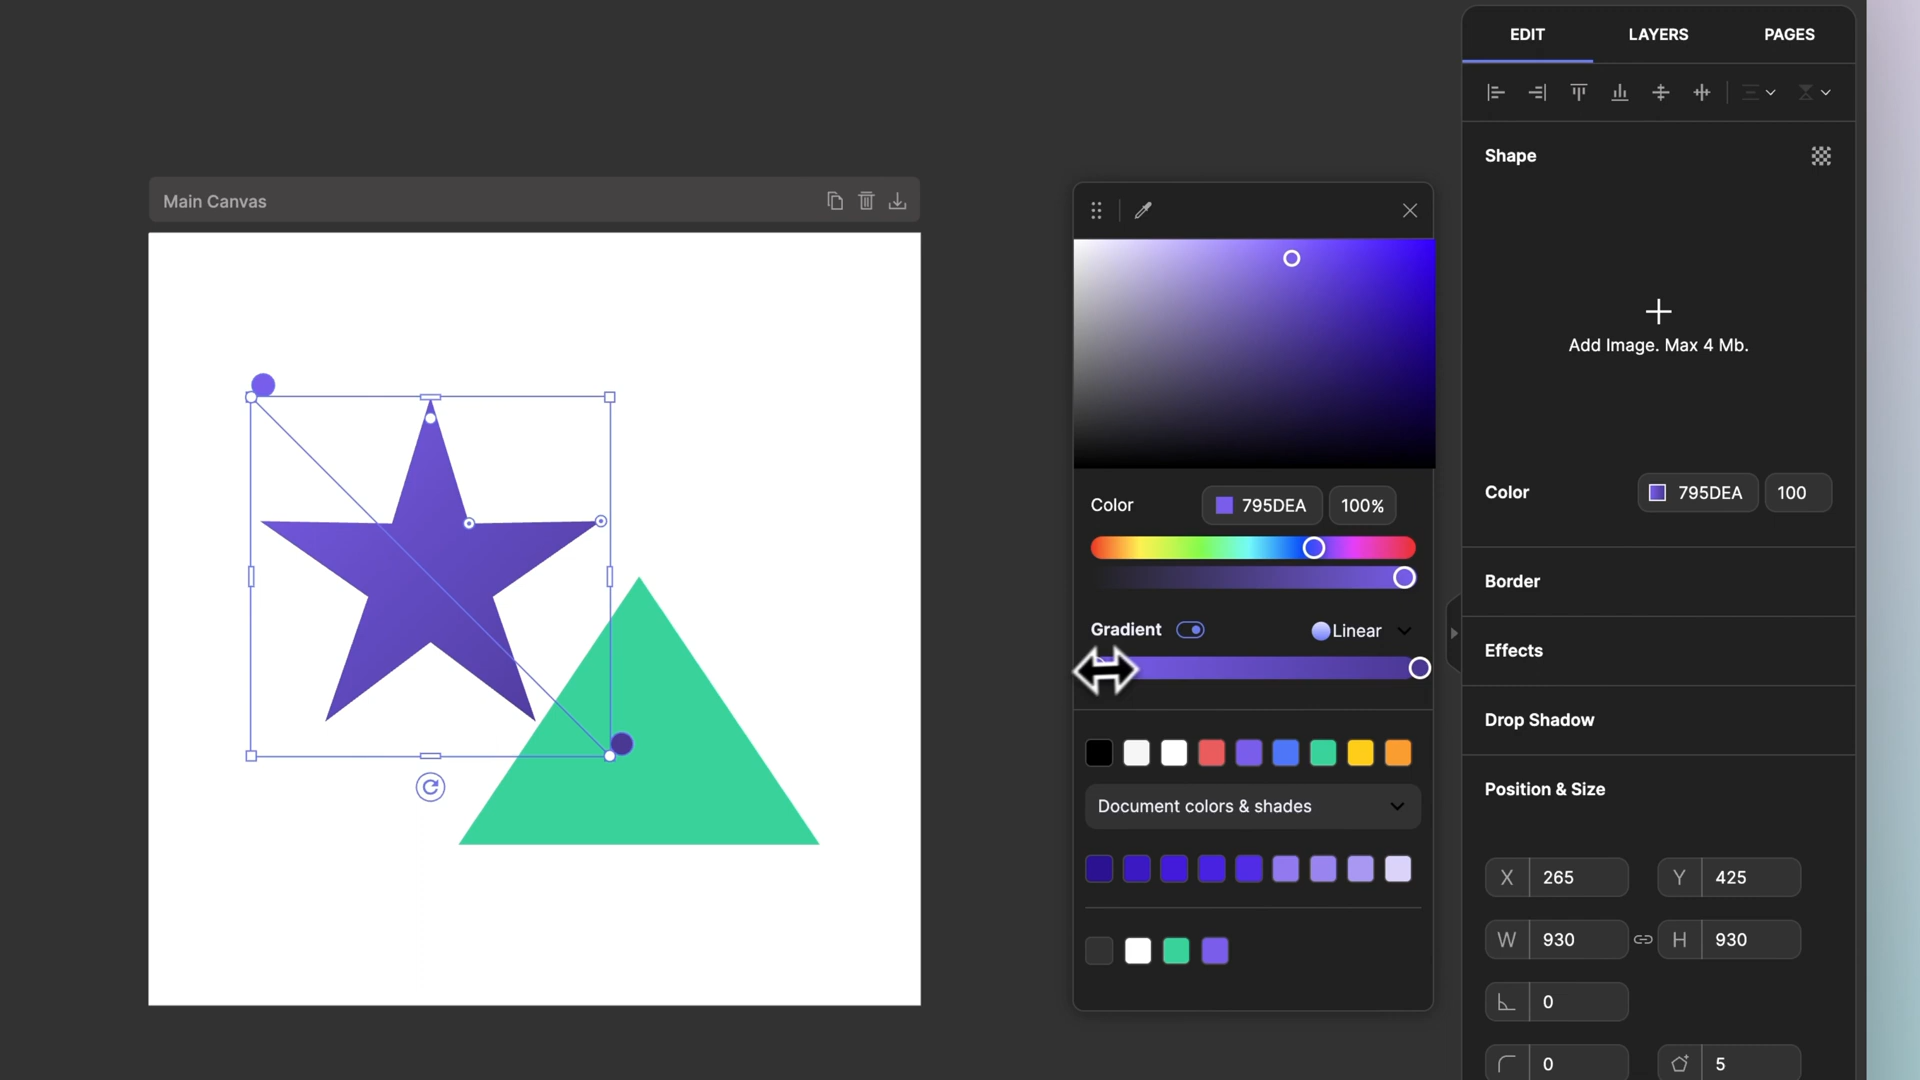 EDIT LAYERS PAGES
Shape
Main Canvas
Add Image. Max 4 Mb.
Color 795DEA 100
Color 795DEA 100%
Border
Gradient Linear
Effects
Drop Shadow
Position & Size
Document colors & shades
X 265 Y 425
W 930 H 930
0
0 5